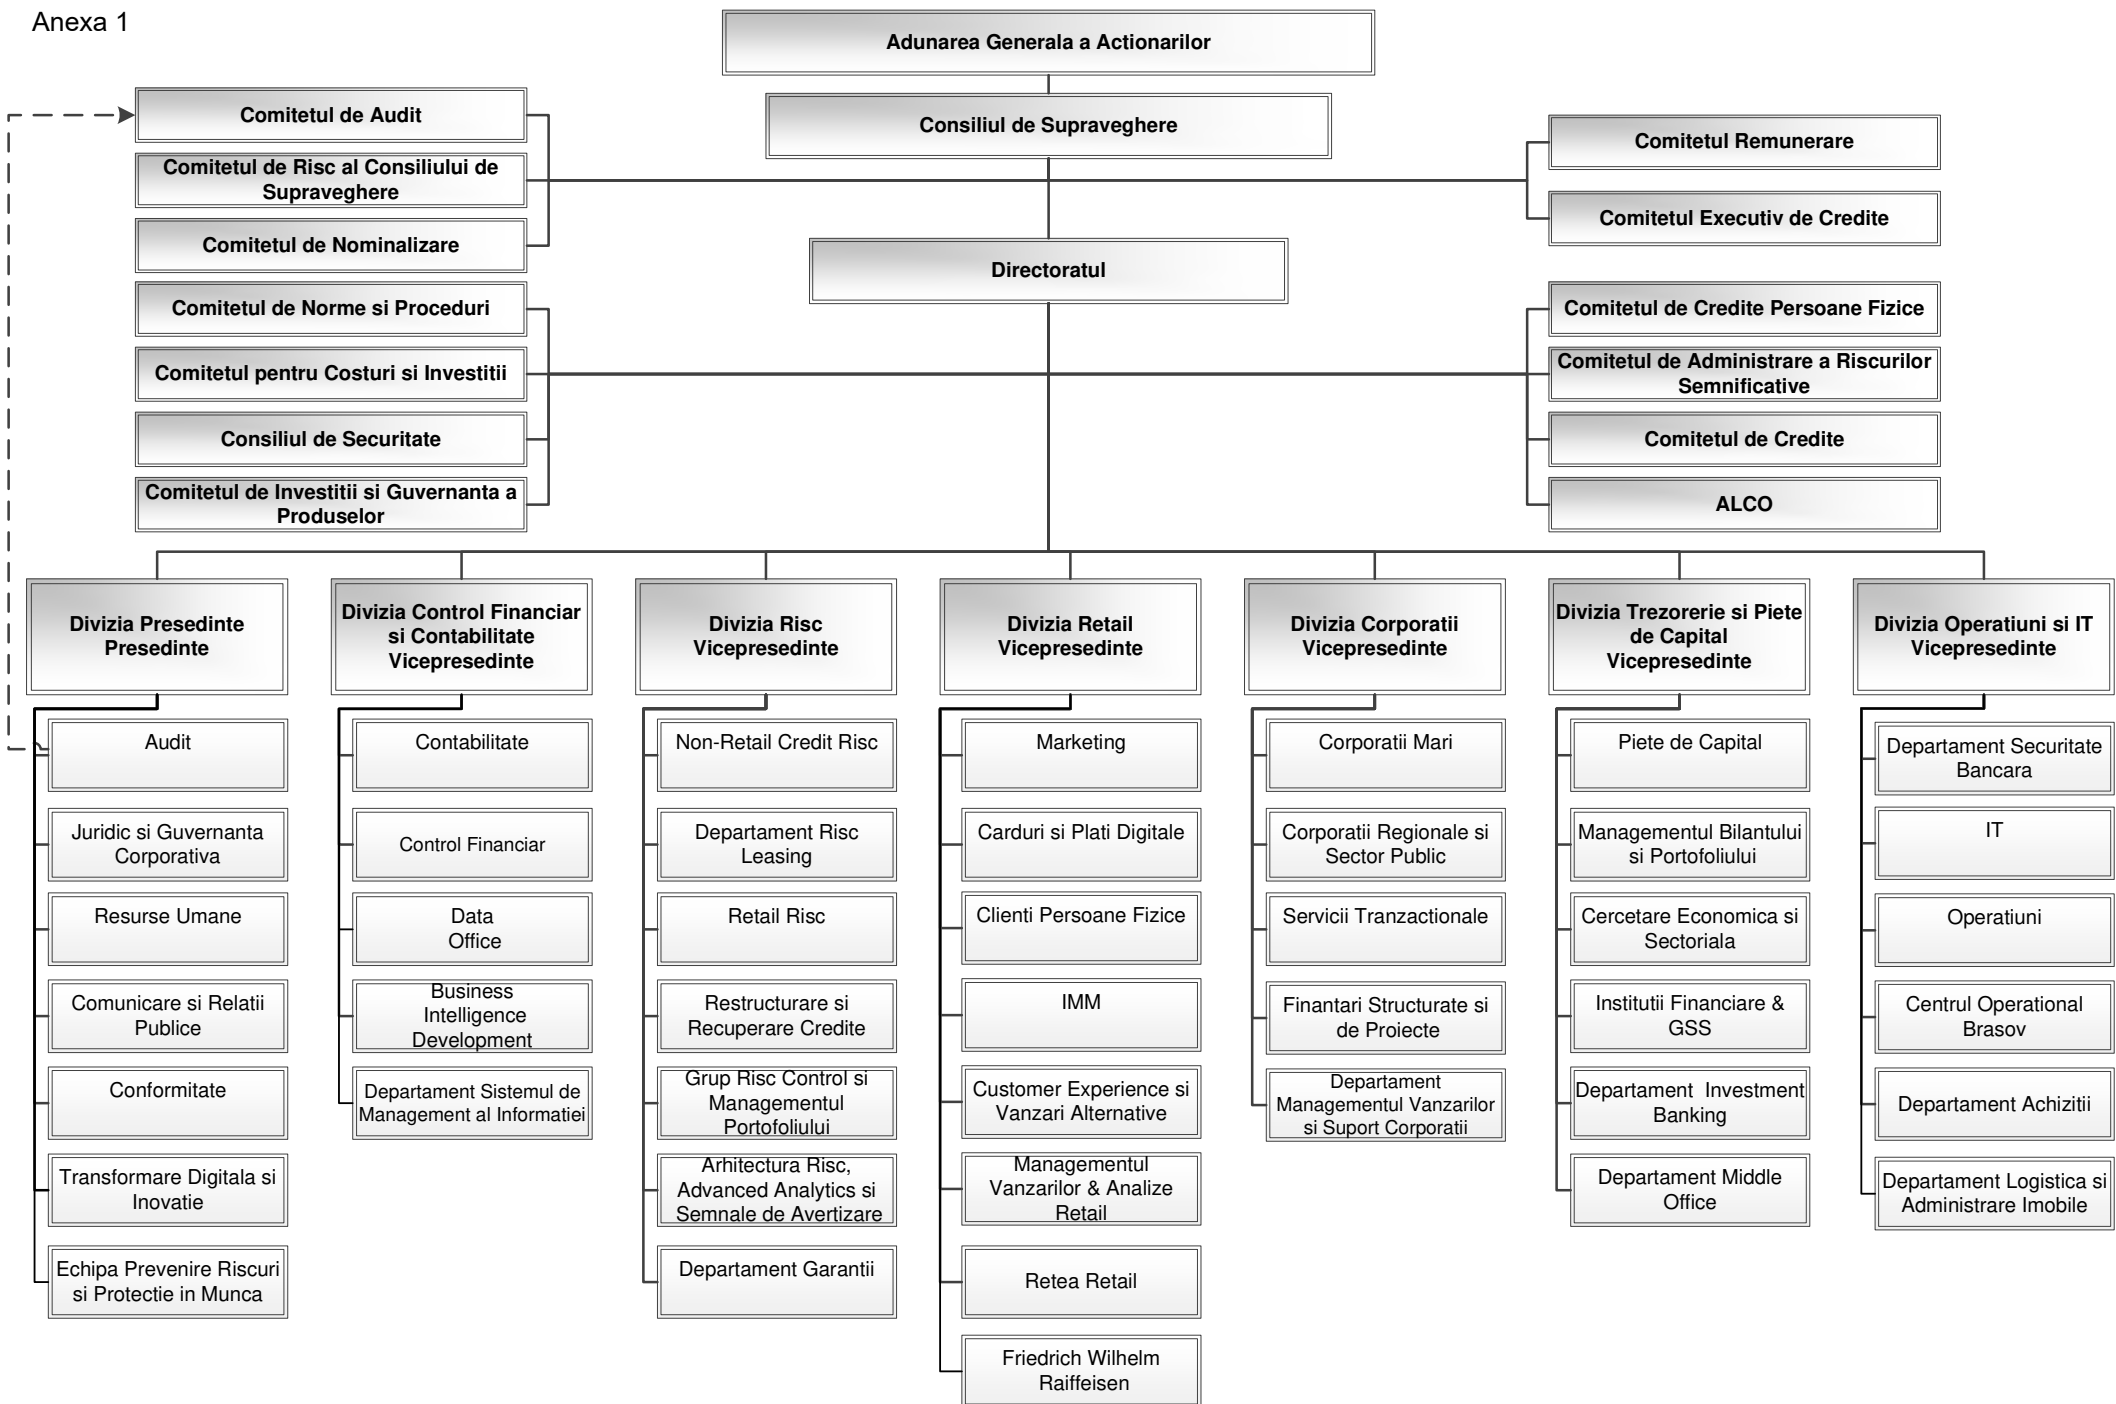 Anexa 1
Adunarea Generala a Actionarilor
Consiliul de Supraveghere
Comitetul de Audit
Comitetul de Risc al Consiliului de
Supraveghere
Comitetul de Nominalizare
Comitetul Remunerare
Comitetul Executiv de Credite
Directoratul
Comitetul de Norme si Proceduri
Comitetul pentru Costuri si Investitii
Consiliul de Securitate
Comitetul de Investitii si Guvernanta a
Produselor
Comitetul de Credite Persoane Fizice
Comitetul de Administrare a Riscurilor
Semnificative
Comitetul de Credite
ALCO
Divizia Presedinte
Presedinte
Audit
Juridic si Guvernanta
Corporativa
Resurse Umane
Comunicare si Relatii
Publice
Conformitate
Transformare Digitala si
Inovatie
Echipa Prevenire Riscuri
si Protectie in Munca
Divizia Control Financiar
si Contabilitate
Vicepresedinte
Contabilitate
Control Financiar
Data
Office
Business
Intelligence
Development
Departament Sistemul de
Management al Informatiei
Divizia Risc
Vicepresedinte
Non-Retail Credit Risc
Departament Risc
Leasing
Retail Risc
Restructurare si
Recuperare Credite
Grup Risc Control si
Managementul
Portofoliului
Arhitectura Risc,
Advanced Analytics si
Semnale de Avertizare
Departament Garantii
Divizia Retail
Vicepresedinte
Marketing
Carduri si Plati Digitale
Clienti Persoane Fizice
IMM
Customer Experience si
Vanzari Alternative
Managementul
Vanzarilor & Analize
Retail
Retea Retail
Friedrich Wilhelm
Raiffeisen
Divizia Corporatii
Vicepresedinte
Corporatii Mari
Corporatii Regionale si
Sector Public
Servicii Tranzactionale
Finantari Structurate si
de Proiecte
Departament
Managementul Vanzarilor
si Suport Corporatii
Divizia Trezorerie si Piete
de Capital
Vicepresedinte
Piete de Capital
Managementul Bilantului
si Portofoliului
Cercetare Economica si
Sectoriala
Institutii Financiare &
GSS
Departament Investment
Banking
Departament Middle
Office
Divizia Operatiuni si IT
Vicepresedinte
Departament Securitate
Bancara
IT
Operatiuni
Centrul Operational
Brasov
Departament Achizitii
Departament Logistica si
Administrare Imobile